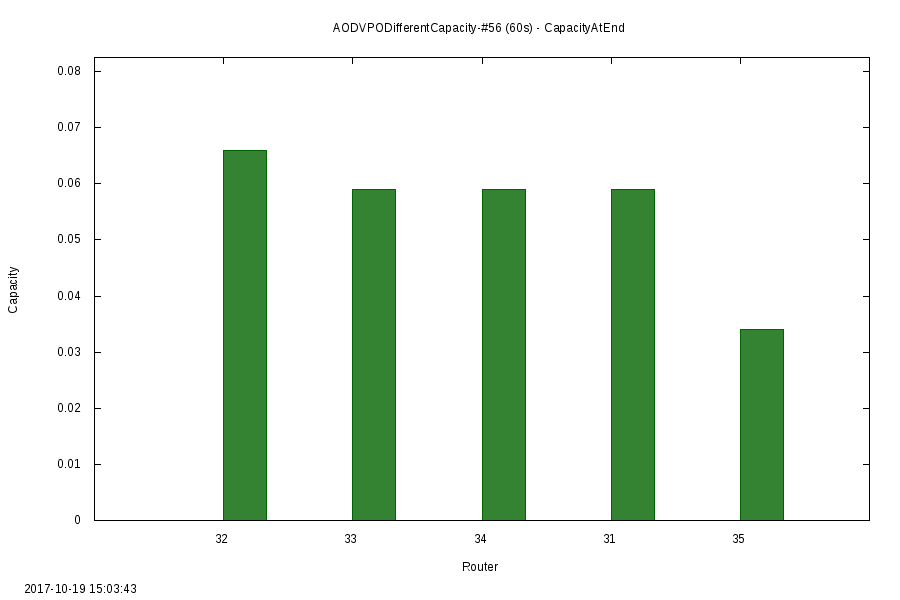 AODVPODifferentCapacity-#56 (60s) - CapacityAtEnd
0.08
0.07
0.06
0.05
0.04
0.03
0.02
0.01
0
Capacity
32 33 34 31 35
Router
2017-10-19 15:03:43